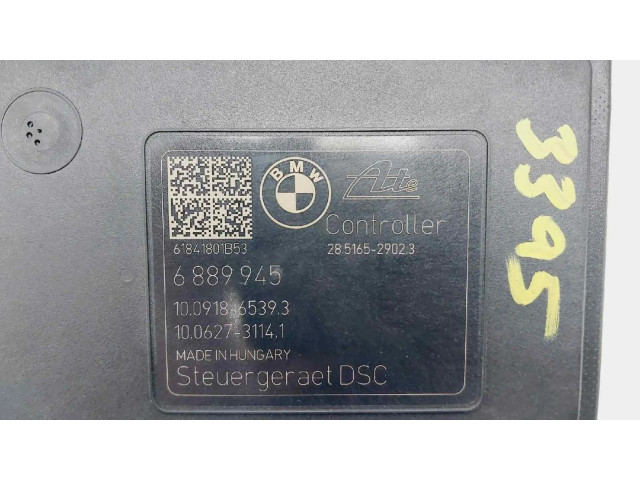 BMW
Ate
Controller
61841801B53
28.5165-2902.3
6 889 945
10.0918-6539.3
10.0627-3114.1
MADE IN HUNGARY
Steuergeraet DSC
3395